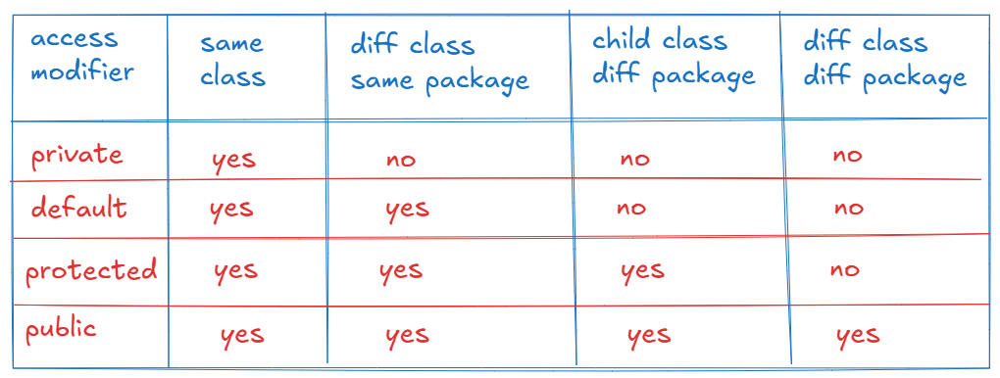 access modifier same class diff class same package child class diff package diff class diff package
private yes no no no
default yes yes no no
protected yes yes yes no
public yes yes yes yes